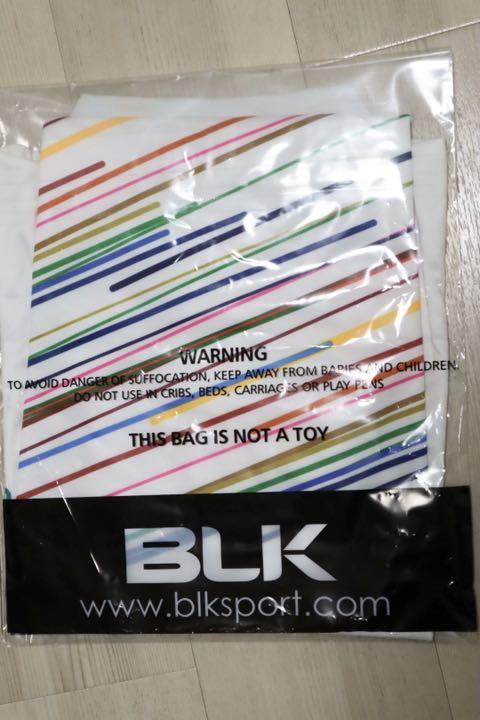 WARNING
TO AVOID DANGER OF SUFFOCATION, KEEP AWAY FROM BABIES AND CHILDREN.
DO NOT USE IN CRIBS, BEDS, CARRIAGES OR PLAY PENS
THIS BAG IS NOT A TOY
BLK
www.blksport.com